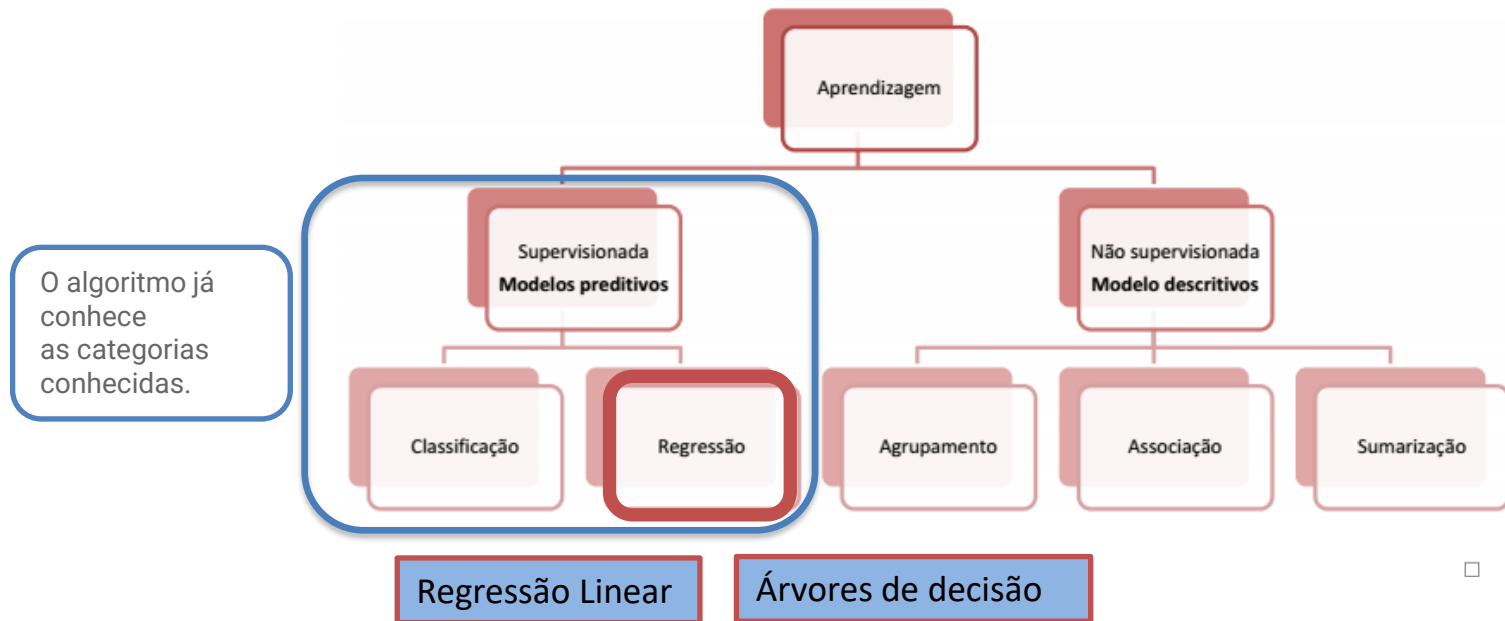 Aprendizagem
Supervisionada
Modelos preditivos
Não supervisionada
Modelo descritivos
O algoritmo já
conhece
as categorias
conhecidas.
Classificação
Regressão
Agrupamento
Associação
Sumarização
Regressão Linear
Árvores de decisão